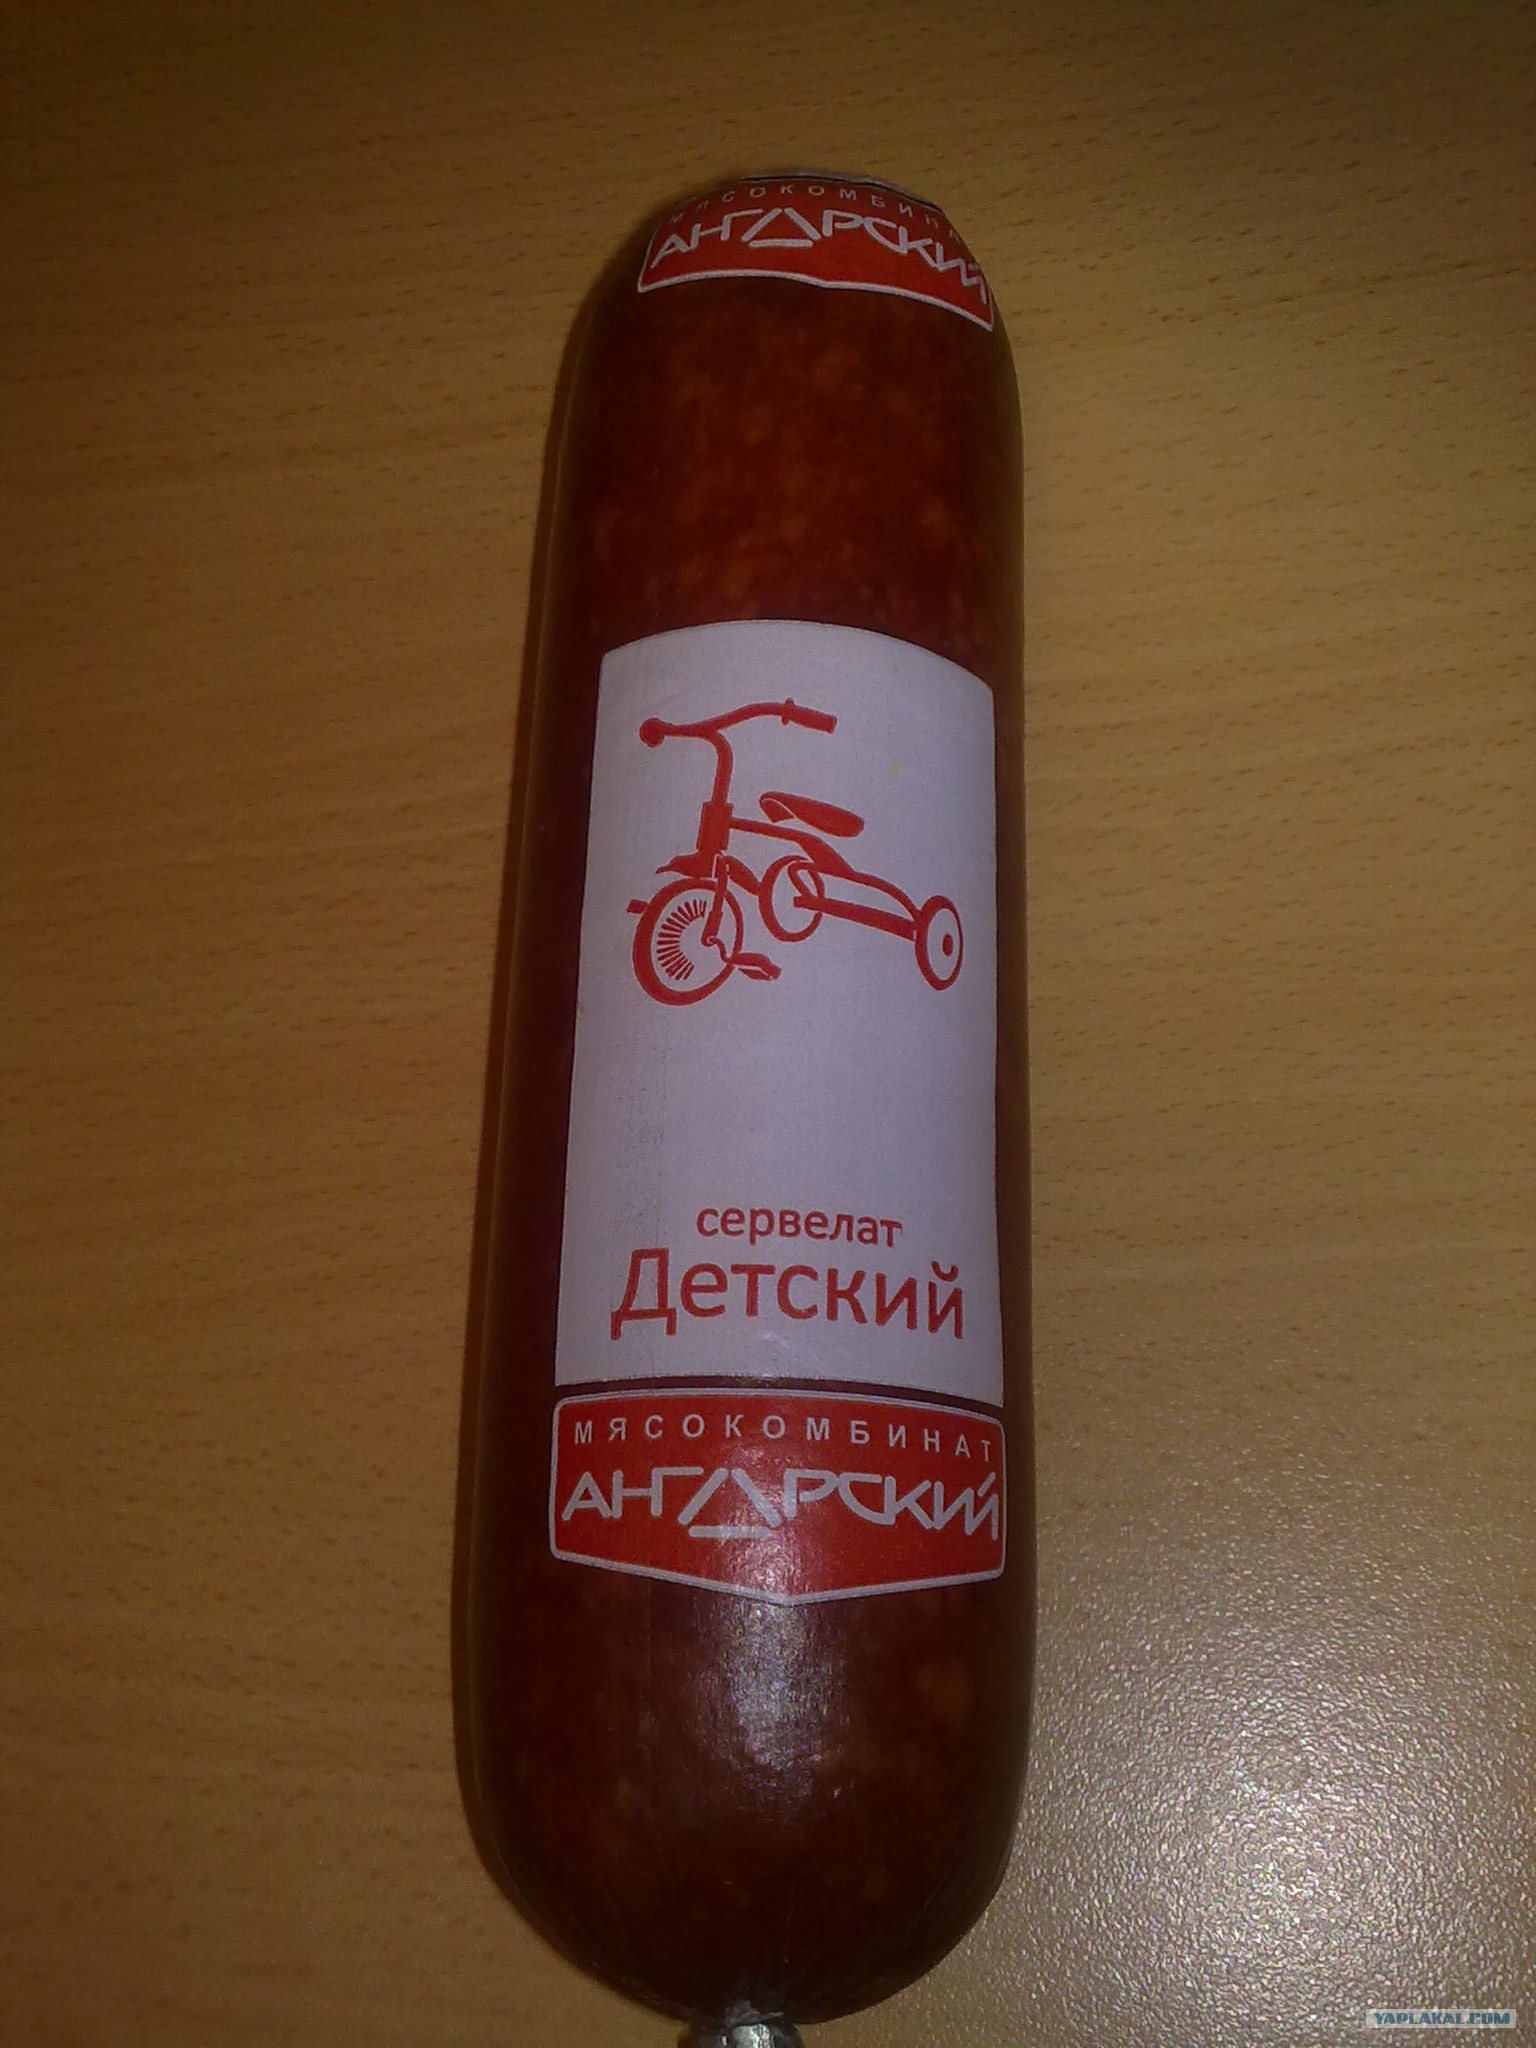 МЯСОКОМБИНАТ
АНГАРСКИЙ
сервелат
Детский
МЯСОКОМБИНАТ
АНГАРСКИЙ
YAPLAKAL.COM